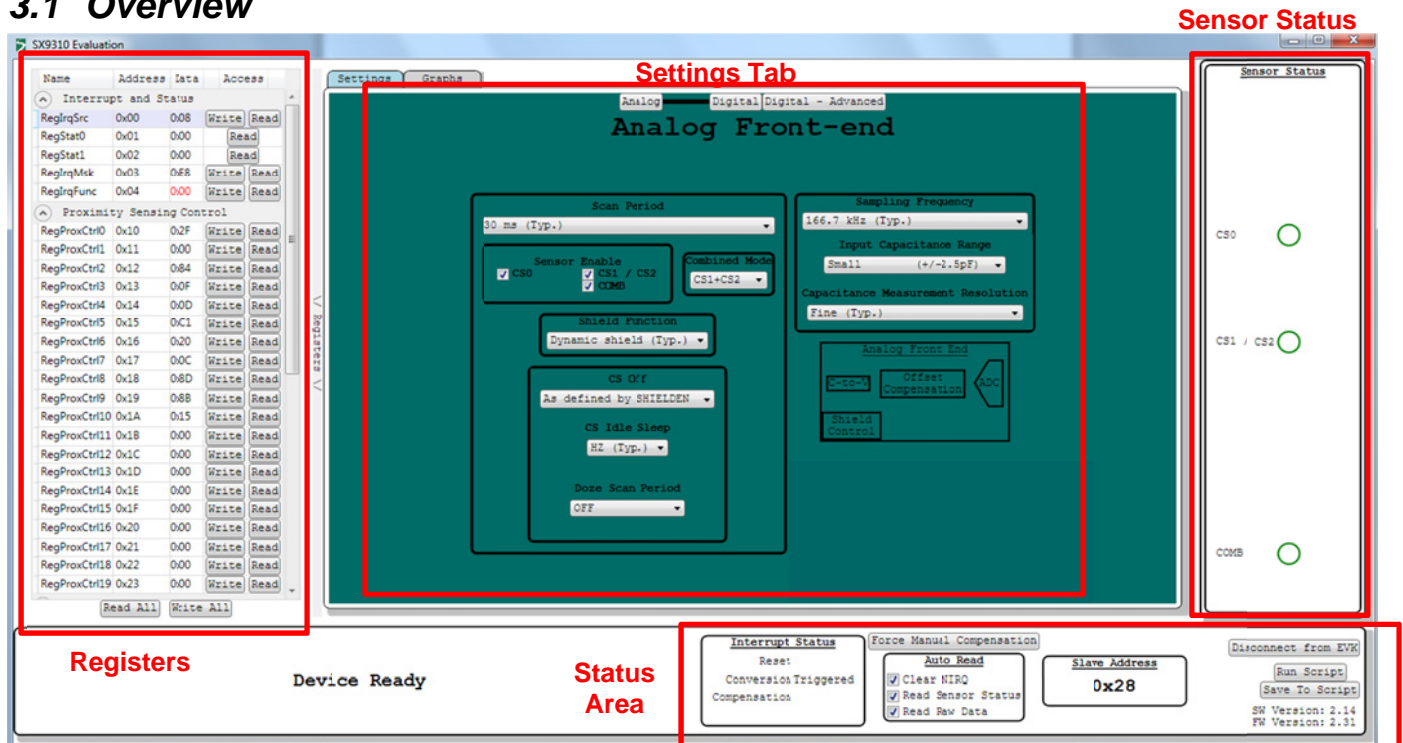 3.1 Overview
Sensor Status
SX9310 Evaluation
Name Address Data Access
Interrupt and Status
RegIrqSrc 0x00 0x08 Write Read
RegStat0 0x01 0x00 Read
RegStat1 0x02 0x00 Read
RegIrqMsk 0x03 0xE8 Write Read
RegIrqFunc 0x04 0x00 Write Read
Proximity Sensing Control
RegProxCtrl0 0x10 0x2F Write Read
RegProxCtrl1 0x11 0x00 Write Read
RegProxCtrl2 0x12 0x84 Write Read
RegProxCtrl3 0x13 0x0F Write Read
RegProxCtrl4 0x14 0x0D Write Read
RegProxCtrl5 0x15 0xC1 Write Read
RegProxCtrl6 0x16 0x20 Write Read
RegProxCtrl7 0x17 0x0C Write Read
RegProxCtrl8 0x18 0x8D Write Read
RegProxCtrl9 0x19 0x8B Write Read
RegProxCtrl10 0x1A 0x15 Write Read
RegProxCtrl11 0x1B 0x00 Write Read
RegProxCtrl12 0x1C 0x00 Write Read
RegProxCtrl13 0x1D 0x00 Write Read
RegProxCtrl14 0x1E 0x00 Write Read
RegProxCtrl15 0x1F 0x00 Write Read
RegProxCtrl16 0x20 0x00 Write Read
RegProxCtrl17 0x21 0x00 Write Read
RegProxCtrl18 0x22 0x00 Write Read
RegProxCtrl19 0x23 0x00 Write Read
Read All Write All
\/ Registers \/
Settings Graphs
Settings Tab
Analog Digital Digital - Advanced
Analog Front-end
Scan Period
30 ms (Typ.)
Sensor Enable
CS0 CS1 / CS2
COMB
Combined Mode
CS1+CS2
Shield Function
Dynamic shield (Typ.)
CS Off
As defined by SHIELDEN
CS Idle Sleep
HZ (Typ.)
Doze Scan Period
OFF
Sampling Frequency
166.7 kHz (Typ.)
Input Capacitance Range
Small (+/-2.5pF)
Capacitance Measurement Resolution
Fine (Typ.)
Analog Front End
C-to-V
Offset
Compensation
ADC
Shield
Control
Sensor Status
CS0
CS1 / CS2
COMB
Registers
Device Ready
Status
Area
Interrupt Status
Reset
Conversion Triggered
Compensation
Force Manual Compensation
Auto Read
Clear NIRQ
Read Sensor Status
Read Raw Data
Slave Address
0x28
Disconnect from EVK
Run Script
Save To Script
SW Version: 2.14
FW Version: 2.31